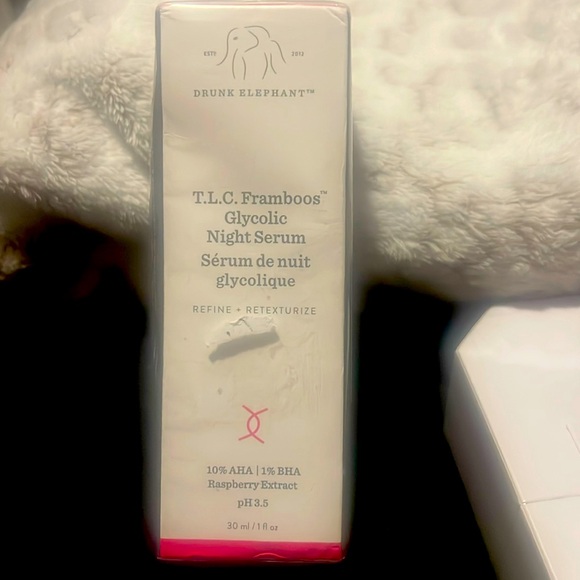 ESTD 2012
DRUNK ELEPHANT™
T.L.C. Framboos™
Glycolic
Night Serum
Sérum de nuit
glycolique
REFINE + RETEXTURIZE
10% AHA | 1% BHA
Raspberry Extract
pH 3.5
30 ml / 1 fl oz